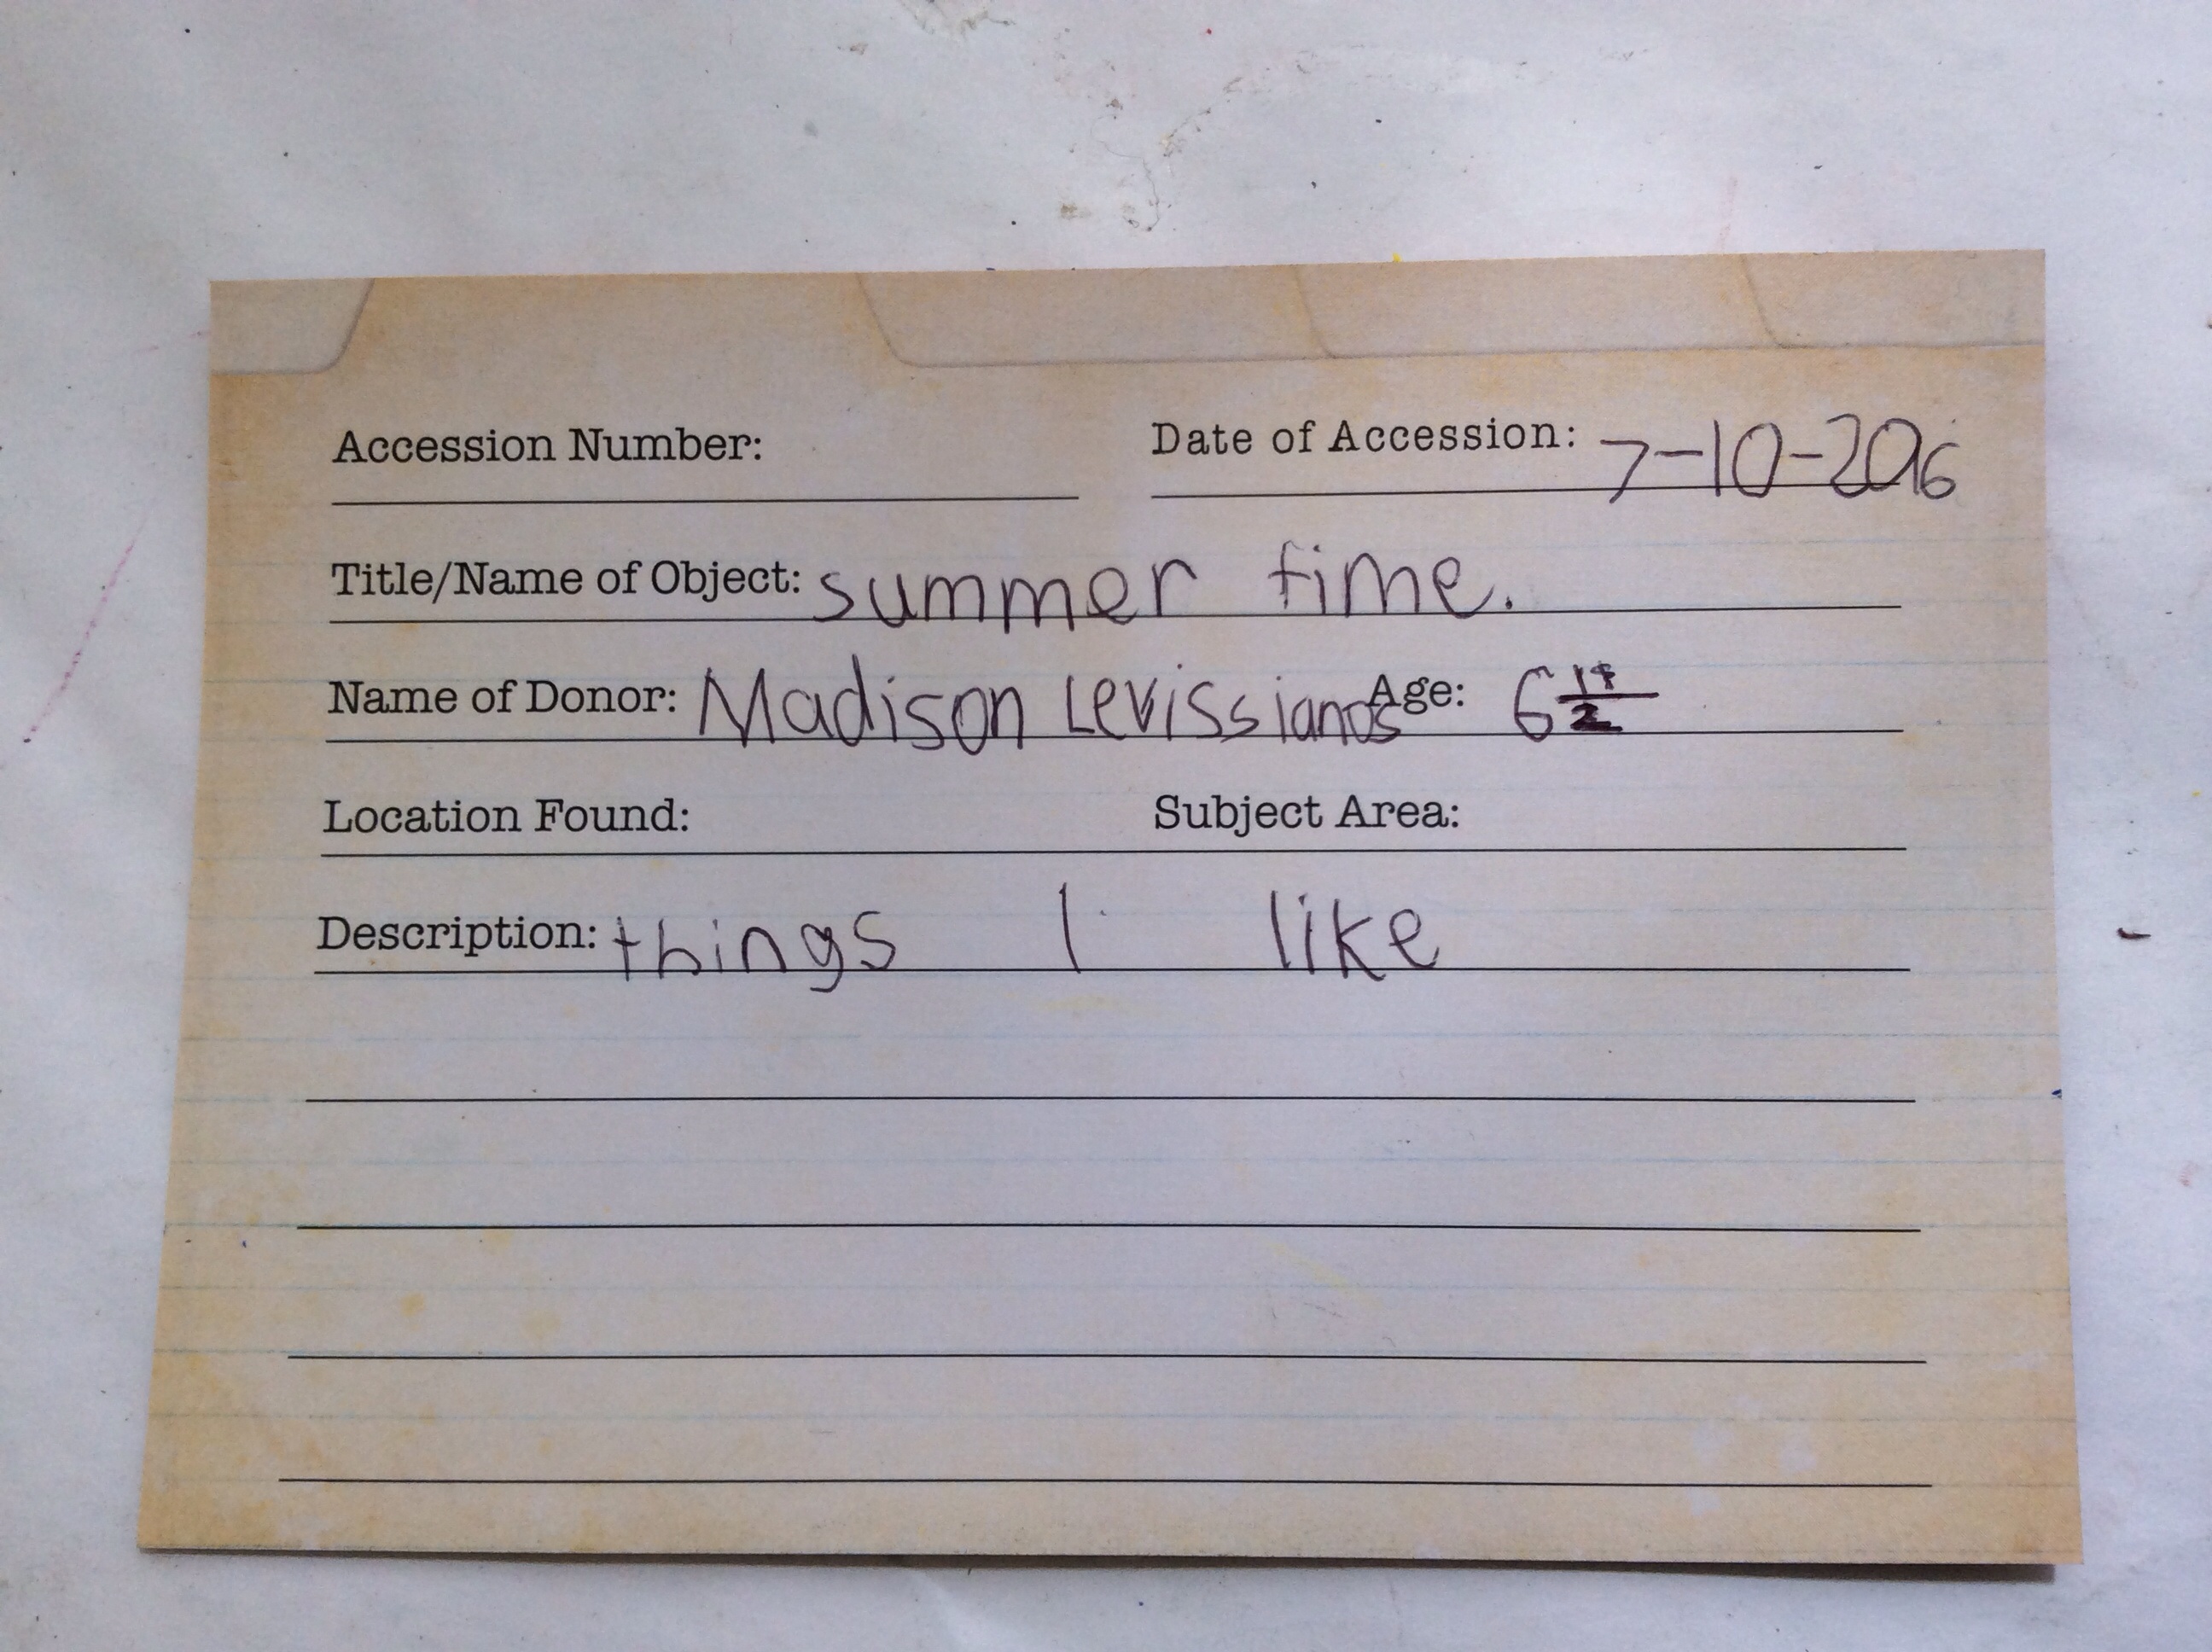 Accession Number: Date of Accession: 7-10-2016
Title/Name of Object: summer time.
Name of Donor: Madison Levissianos Age: 6 1/2
Location Found: Subject Area:
Description: things I like